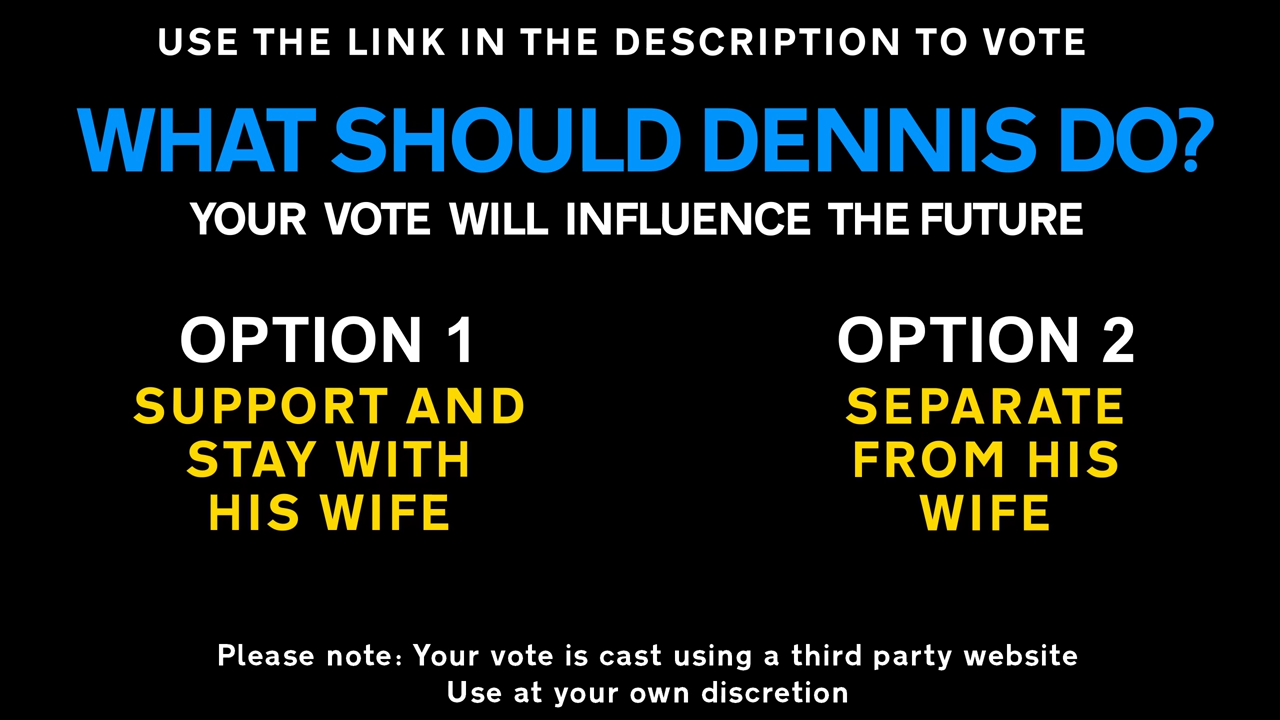 USE THE LINK IN THE DESCRIPTION TO VOTE
WHAT SHOULD DENNIS DO?
YOUR VOTE WILL INFLUENCE THE FUTURE
OPTION 1
SUPPORT AND
STAY WITH
HIS WIFE
OPTION 2
SEPARATE
FROM HIS
WIFE
Please note: Your vote is cast using a third party website
Use at your own discretion